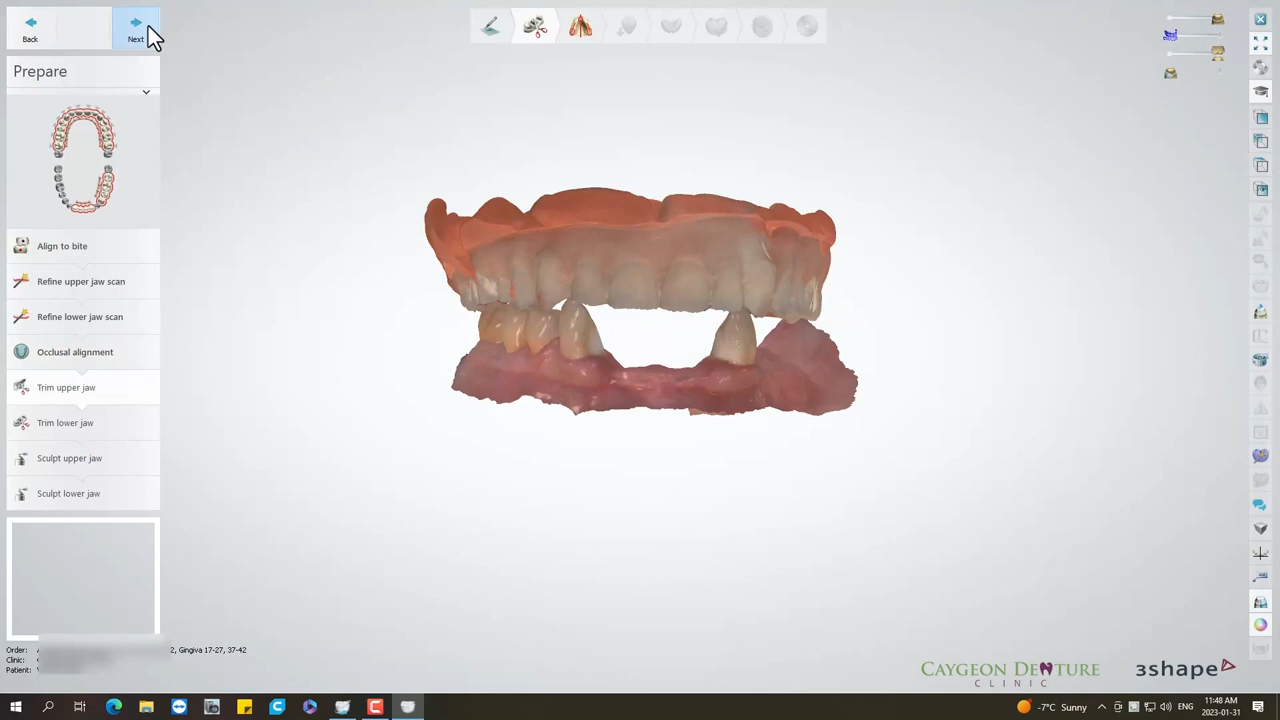 Back
Next
Prepare
Align to bite
Refine upper jaw scan
Refine lower jaw scan
Occlusal alignment
Trim upper jaw
Trim lower jaw
Sculpt upper jaw
Sculpt lower jaw
Order: 2, Gingiva 17-27, 37-42
Clinic:
Patient:
CAYGEON DENTURE
CLINIC
3shape
-7°C Sunny
ENG
11:48 AM
2023-01-31